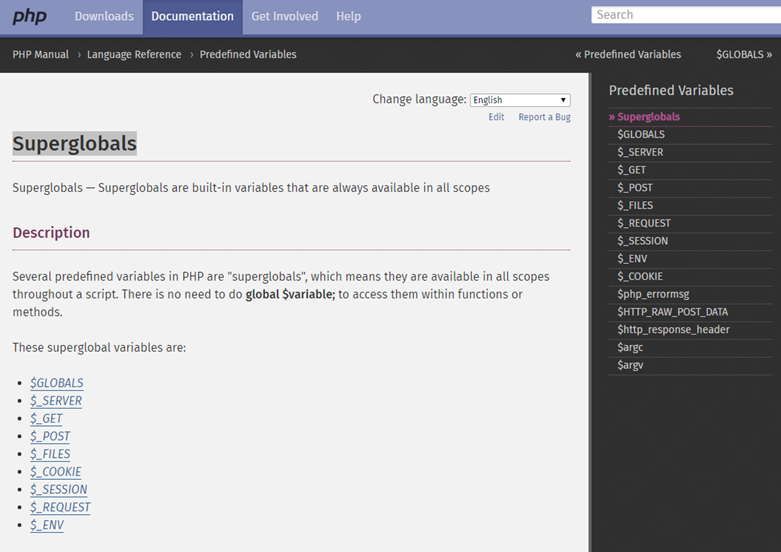 php
Downloads
Documentation
Get Involved
Help
Search
PHP Manual › Language Reference › Predefined Variables
« Predefined Variables
$GLOBALS »
Change language: English
Edit
Report a Bug
Superglobals
Superglobals — Superglobals are built-in variables that are always available in all scopes
Description
Several predefined variables in PHP are "superglobals", which means they are available in all scopes
throughout a script. There is no need to do global $variable; to access them within functions or
methods.
These superglobal variables are:
$GLOBALS
$_SERVER
$_GET
$_POST
$_FILES
$_COOKIE
$_SESSION
$_REQUEST
$_ENV
Predefined Variables
» Superglobals
$GLOBALS
$_SERVER
$_GET
$_POST
$_FILES
$_REQUEST
$_SESSION
$_ENV
$_COOKIE
$php_errormsg
$HTTP_RAW_POST_DATA
$http_response_header
$argc
$argv